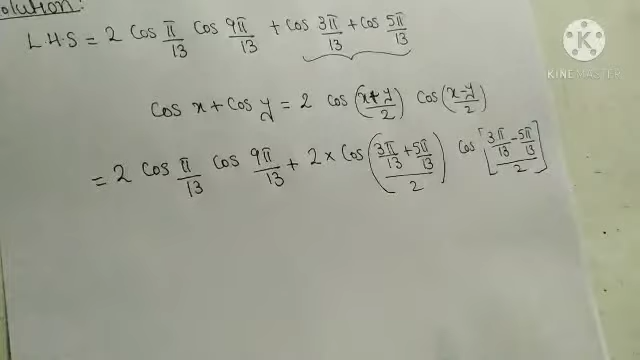 olution:
L.H.S = 2 cos π/13 cos 9π/13 + cos 3π/13 + cos 5π/13
KINEMASTER
cos x + cos y = 2 cos (x+y/2) cos (x-y/2)
= 2 cos π/13 cos 9π/13 + 2 × cos (3π/13 + 5π/13 / 2) cos [3π/13 - 5π/13 / 2]